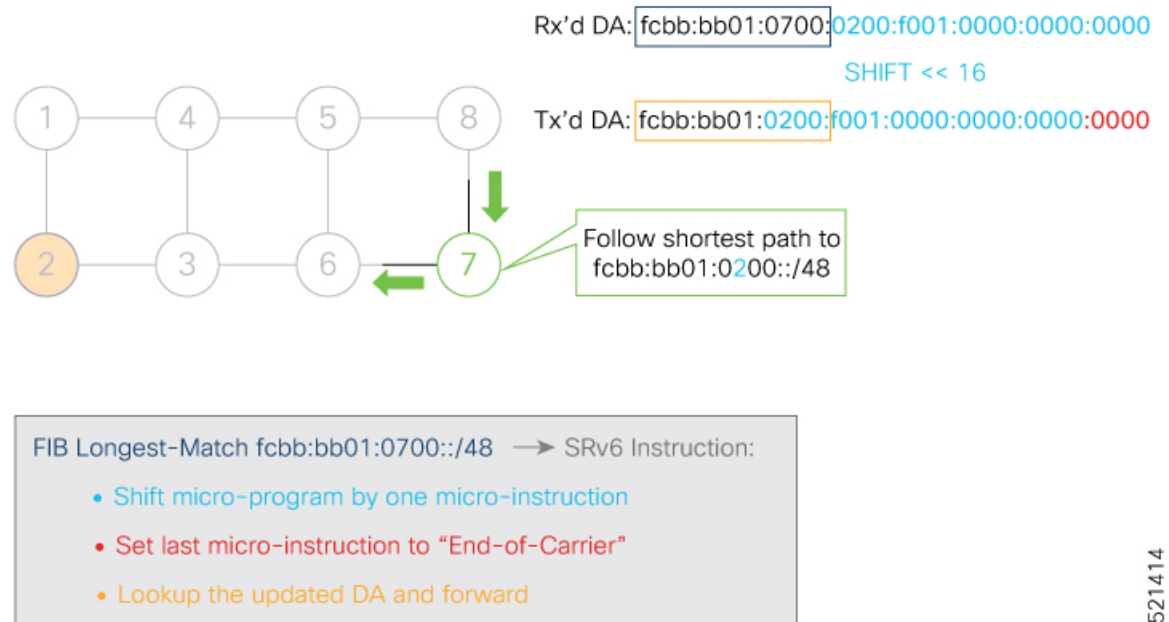 Rx'd DA: fcbb:bb01:0700:0200:f001:0000:0000:0000
SHIFT << 16
Tx'd DA: fcbb:bb01:0200:f001:0000:0000:0000:0000
1
4
5
8
2
3
6
7
Follow shortest path to
fcbb:bb01:0200::/48
FIB Longest-Match fcbb:bb01:0700::/48 → SRv6 Instruction:
• Shift micro-program by one micro-instruction
• Set last micro-instruction to “End-of-Carrier”
• Lookup the updated DA and forward
521414